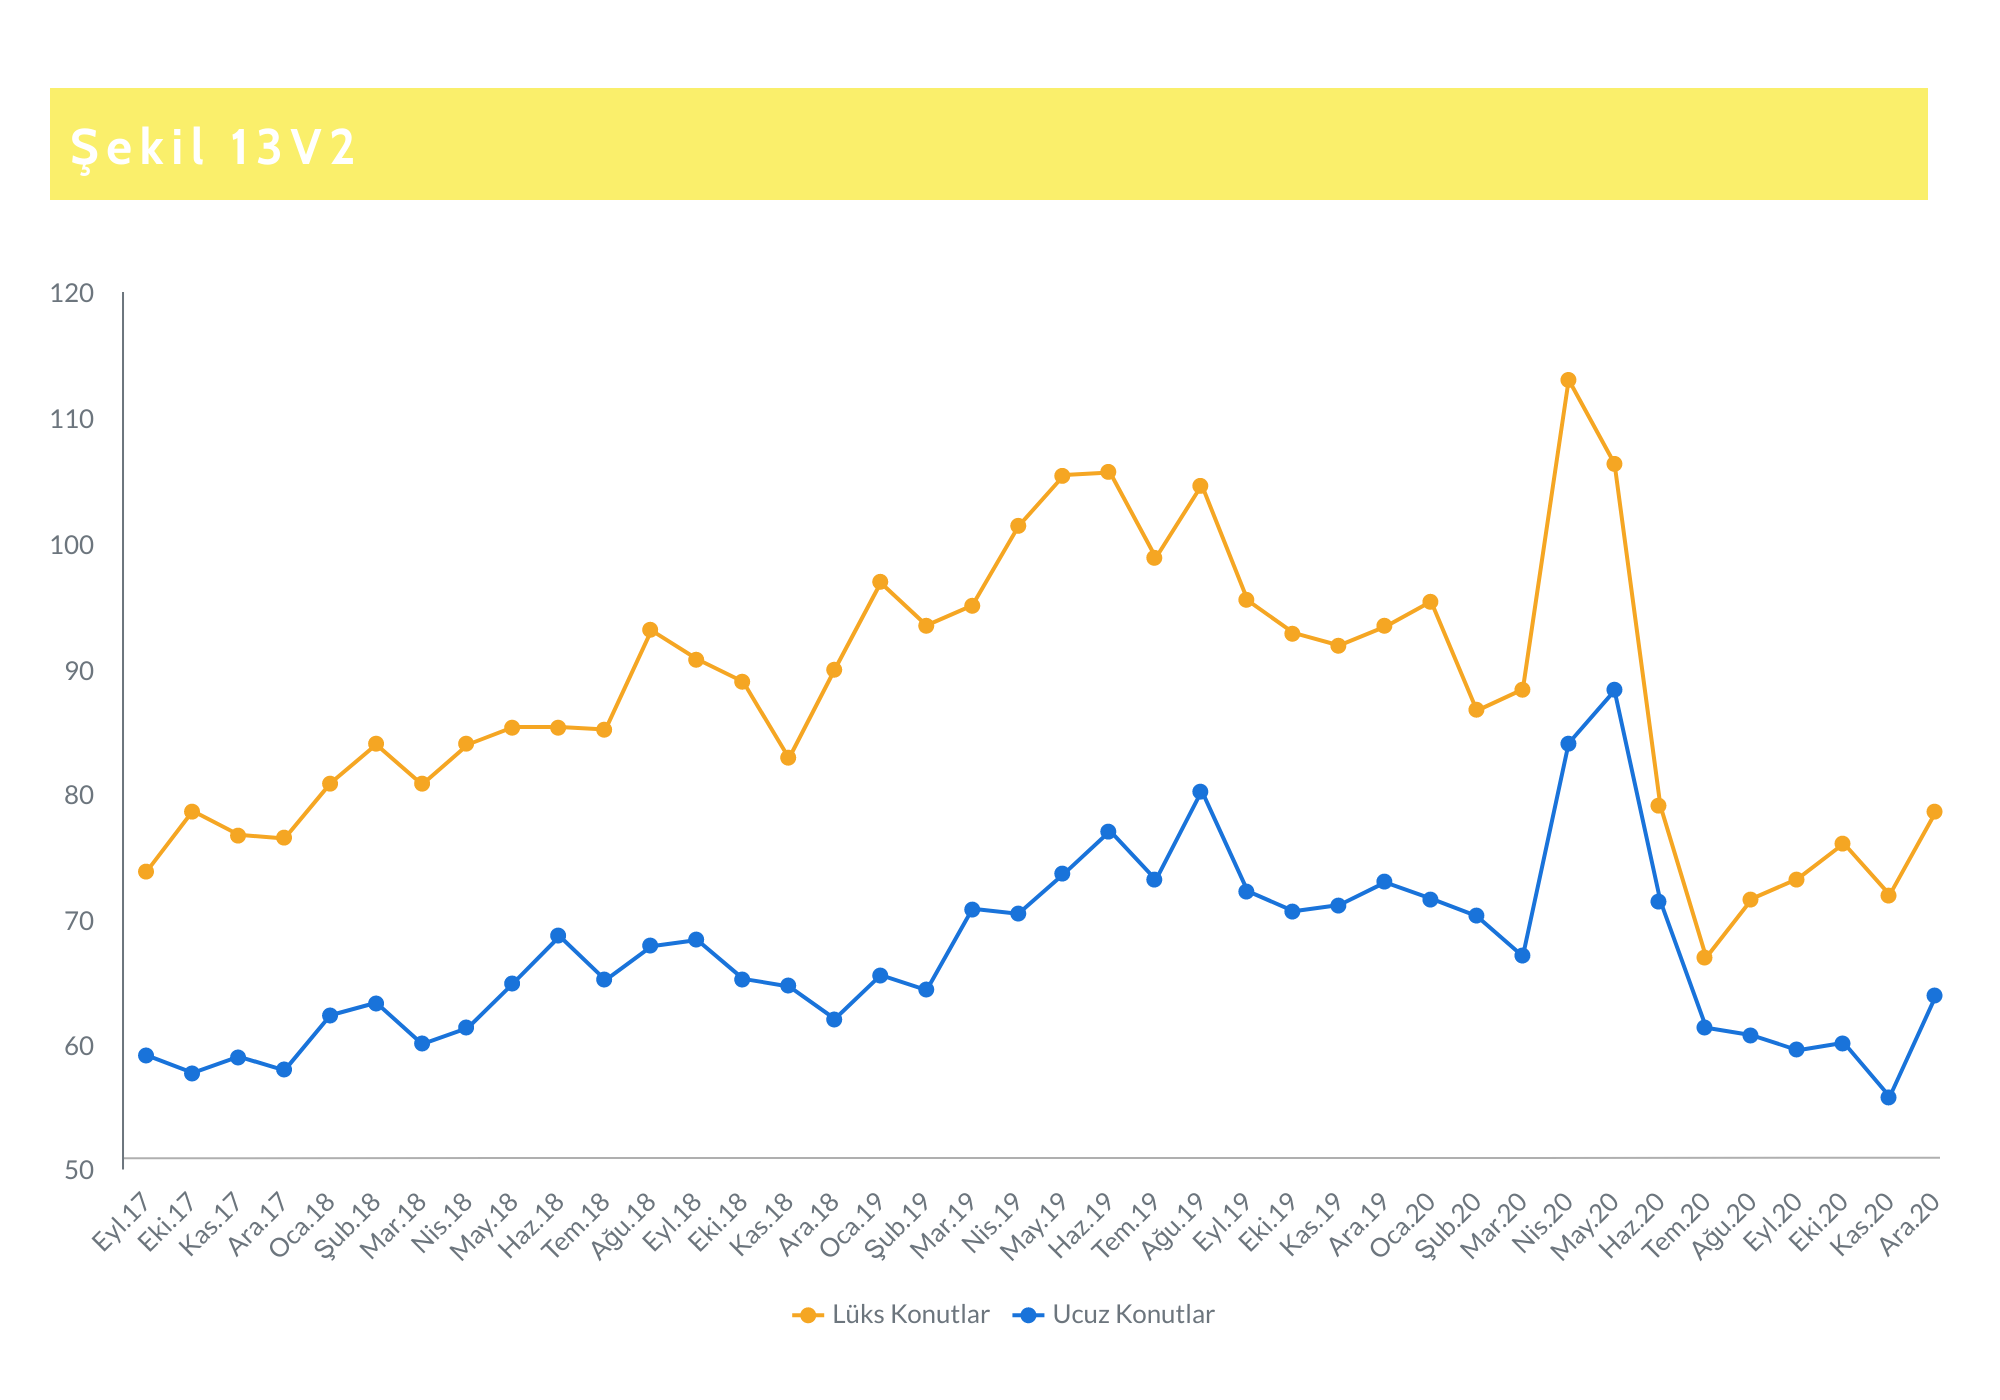 Şekil 13V2
120
110
100
90
80
70
60
50
Eyl.17
Eki.17
Kas.17
Ara.17
Oca.18
Şub.18
Mar.18
Nis.18
May.18
Haz.18
Tem.18
Ağu.18
Eyl.18
Eki.18
Kas.18
Ara.18
Oca.19
Şub.19
Mar.19
Nis.19
May.19
Haz.19
Tem.19
Ağu.19
Eyl.19
Eki.19
Kas.19
Ara.19
Oca.20
Şub.20
Mar.20
Nis.20
May.20
Haz.20
Tem.20
Ağu.20
Eyl.20
Eki.20
Kas.20
Ara.20
Lüks Konutlar
Ucuz Konutlar